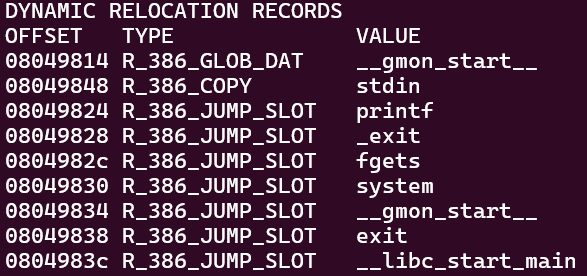 DYNAMIC RELOCATION RECORDS
OFFSET   TYPE              VALUE
08049814 R_386_GLOB_DAT    __gmon_start__
08049848 R_386_COPY        stdin
08049824 R_386_JUMP_SLOT   printf
08049828 R_386_JUMP_SLOT   _exit
0804982c R_386_JUMP_SLOT   fgets
08049830 R_386_JUMP_SLOT   system
08049834 R_386_JUMP_SLOT   __gmon_start__
08049838 R_386_JUMP_SLOT   exit
0804983c R_386_JUMP_SLOT   __libc_start_main